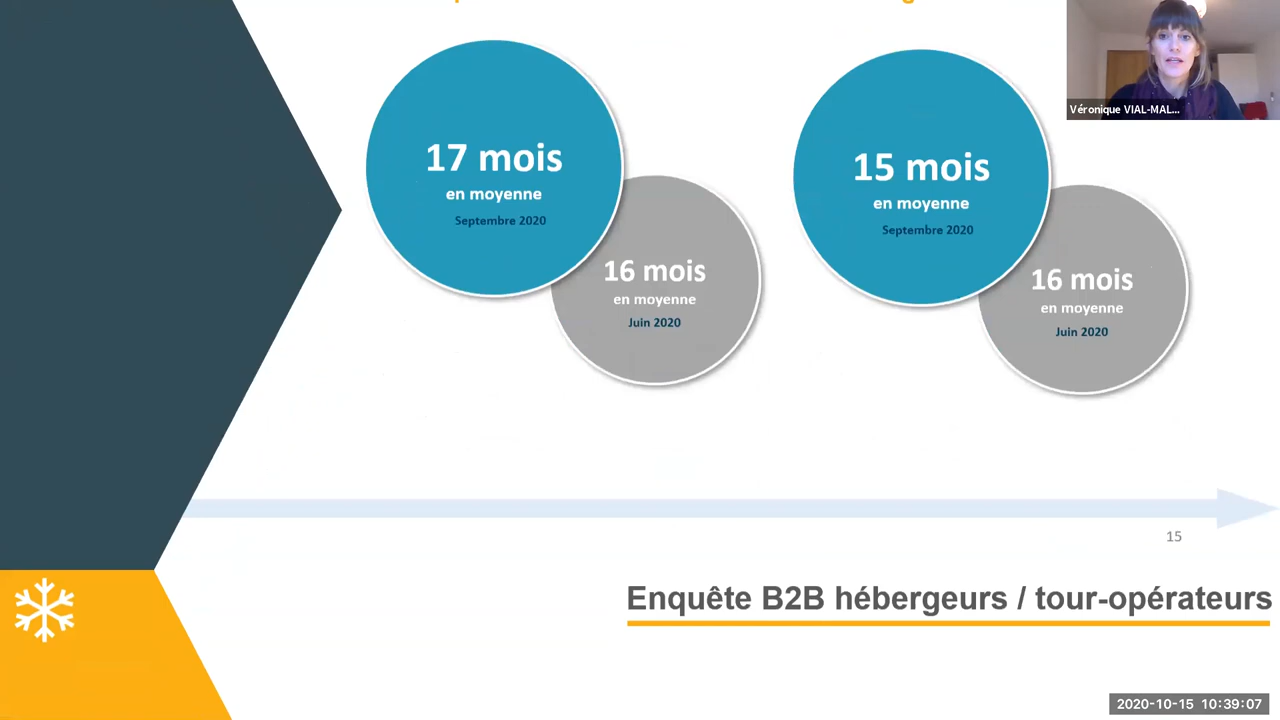 17 mois
en moyenne
Septembre 2020
16 mois
en moyenne
Juin 2020
15 mois
en moyenne
Septembre 2020
16 mois
en moyenne
Juin 2020
Véronique VIAL-MAL...
15
Enquête B2B hébergeurs / tour-opérateurs
2020-10-15 10:39:07